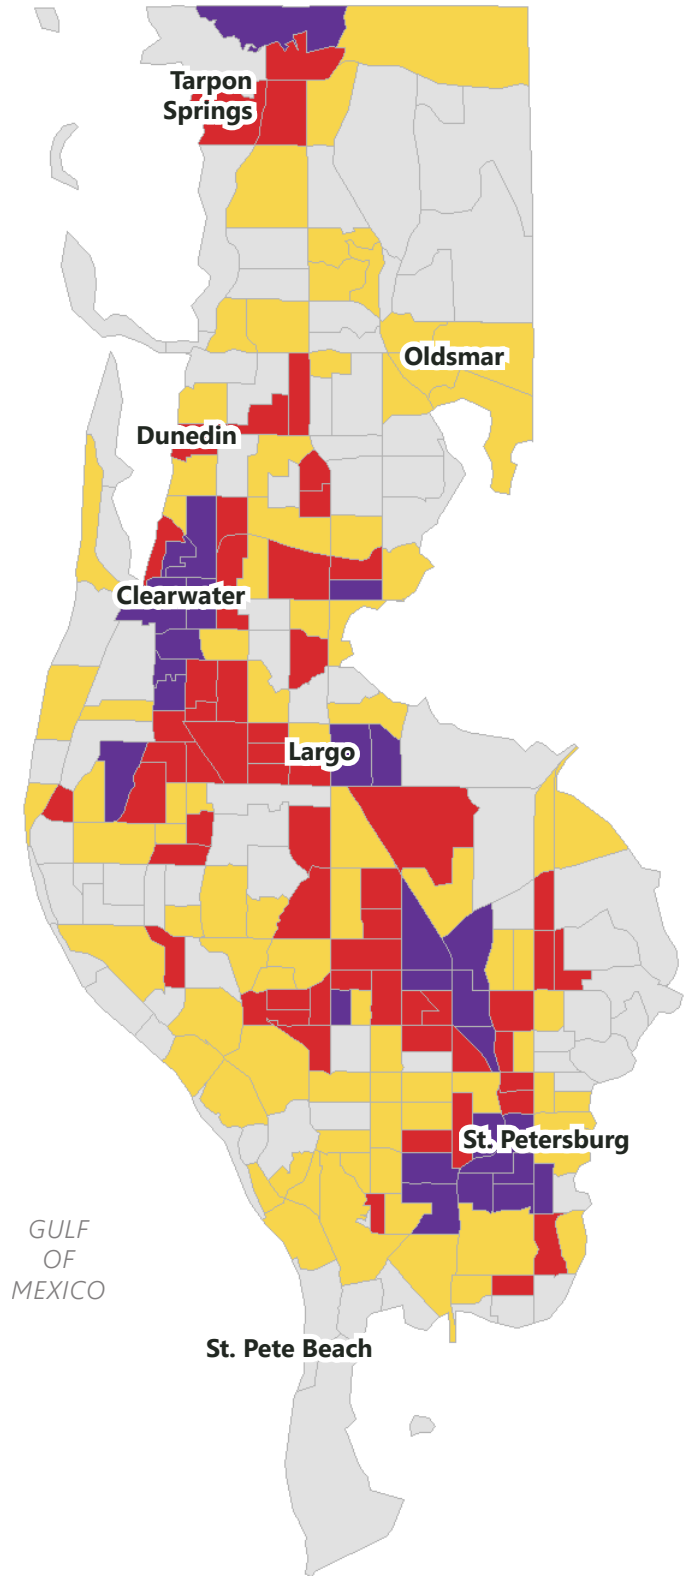 Tarpon
Springs
Oldsmar
Dunedin
Clearwater
Largo
St. Petersburg
GULF
OF
MEXICO
St. Pete Beach